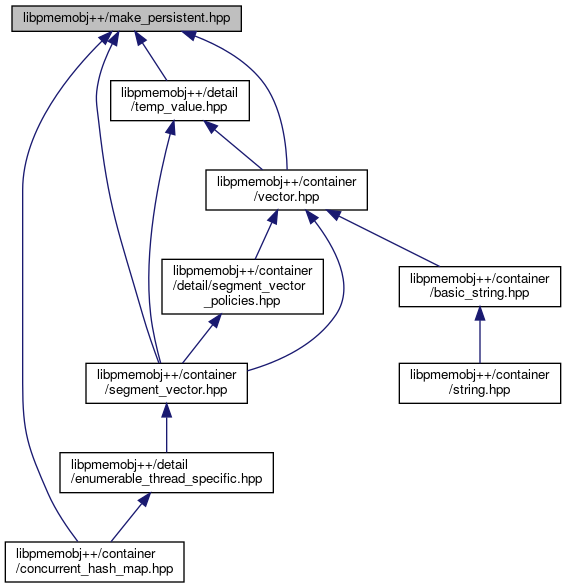 libpmemobj++/make_persistent.hpp
libpmemobj++/detail
/temp_value.hpp
libpmemobj++/container
/vector.hpp
libpmemobj++/container
/detail/segment_vector
_policies.hpp
libpmemobj++/container
/basic_string.hpp
libpmemobj++/container
/segment_vector.hpp
libpmemobj++/container
/string.hpp
libpmemobj++/detail
/enumerable_thread_specific.hpp
libpmemobj++/container
/concurrent_hash_map.hpp